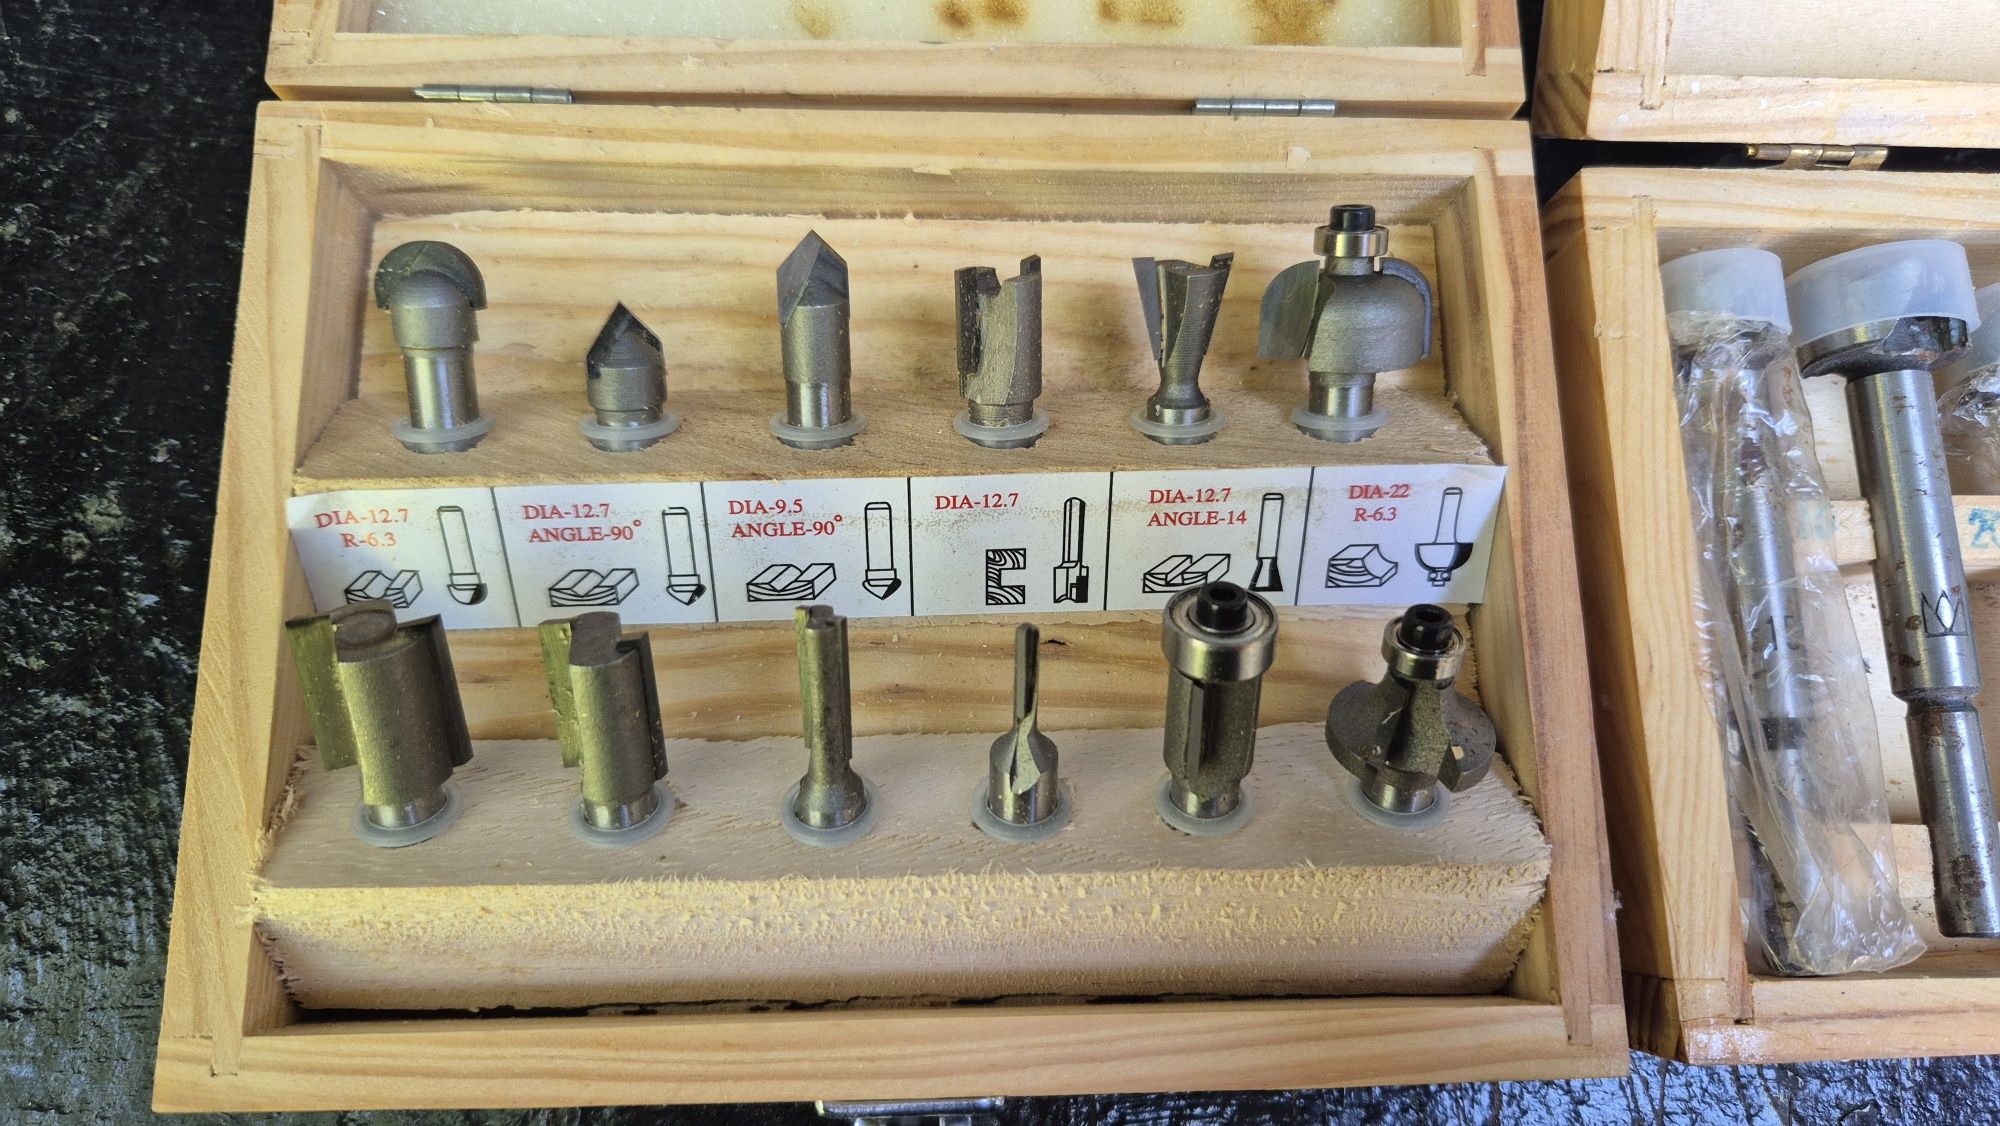 DIA-12.7
R-6.3
DIA-12.7
ANGLE-90°
DIA-9.5
ANGLE-90°
DIA-12.7
DIA-12.7
ANGLE-14
DIA-22
R-6.3